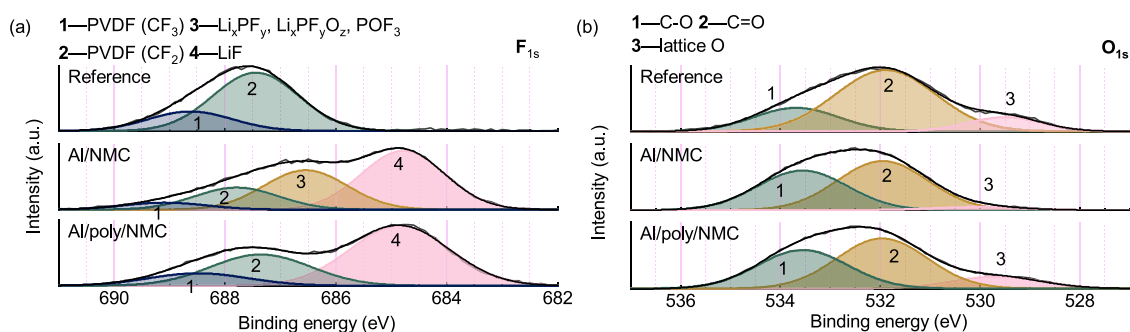 (a)
1—PVDF (CF₃) 3—LiₓPFᵧ, LiₓPFᵧO_z, POF₃
2—PVDF (CF₂) 4—LiF
F₁ₛ
Reference
2
1
Al/NMC
1
2
3
4
Al/poly/NMC
1
2
4
Intensity (a.u.)
690 688 686 684 682
Binding energy (eV)
(b)
1—C-O 2—C=O
3—lattice O
O₁ₛ
Reference
1
2
3
Al/NMC
1
2
3
Al/poly/NMC
1
2
3
Intensity (a.u.)
536 534 532 530 528
Binding energy (eV)